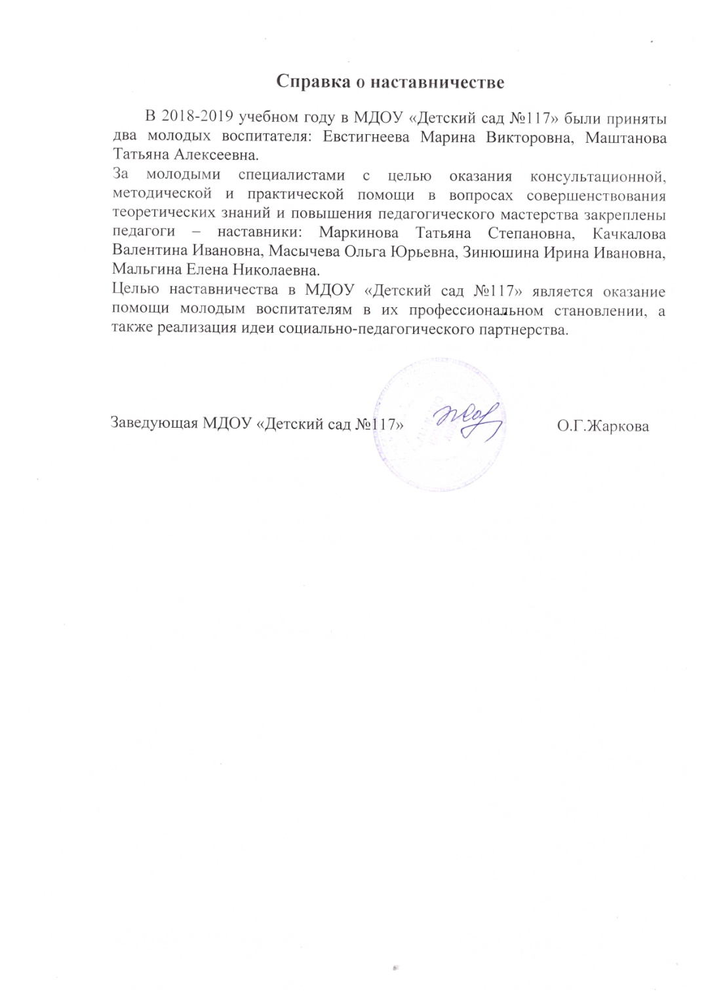 Справка о наставничестве
В 2018-2019 учебном году в МДОУ «Детский сад №117» были приняты
два молодых воспитателя: Евстигнеева Марина Викторовна, Маштанова
Татьяна Алексеевна.
За молодыми специалистами с целью оказания консультационной,
методической и практической помощи в вопросах совершенствования
теоретических знаний и повышения педагогического мастерства закреплены
педагоги – наставники: Маркинова Татьяна Степановна, Качкалова
Валентина Ивановна, Масычева Ольга Юрьевна, Зинюшина Ирина Ивановна,
Мальгина Елена Николаевна.
Целью наставничества в МДОУ «Детский сад №117» является оказание
помощи молодым воспитателям в их профессиональном становлении, а
также реализация идеи социально-педагогического партнерства.
Заведующая МДОУ «Детский сад №117» О.Г.Жаркова